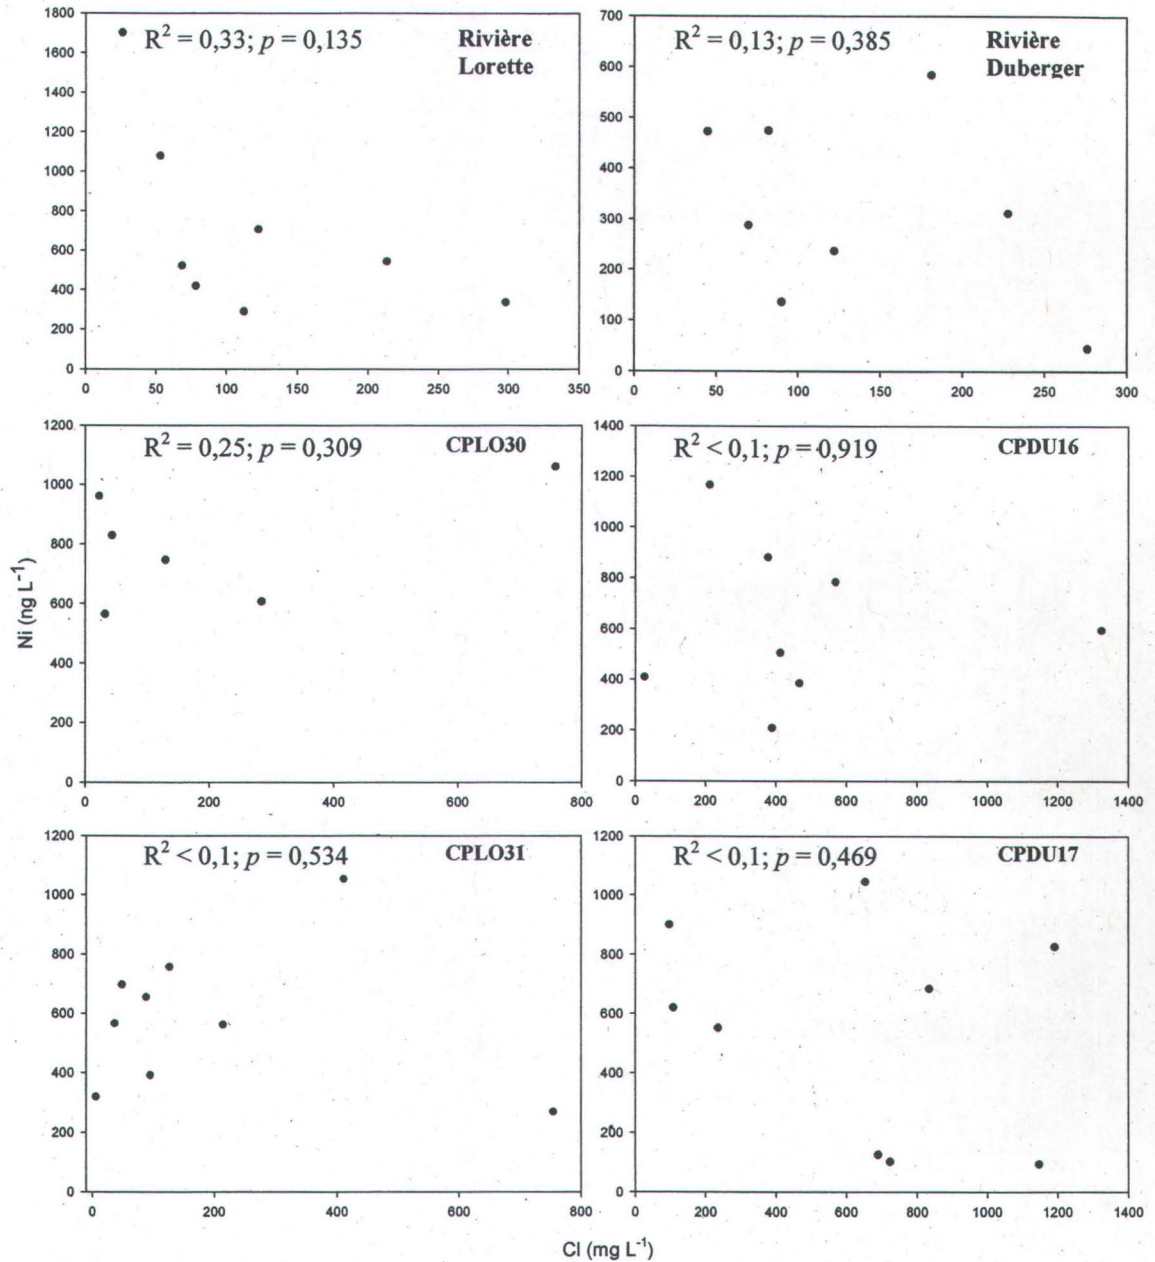 R² = 0,33; p = 0,135
Rivière
Lorette
1800
1600
1400
1200
1000
800
600
400
200
0
0 50 100 150 200 250 300 350
R² = 0,13; p = 0,385
Rivière
Duberger
700
600
500
400
300
200
100
0
0 50 100 150 200 250 300
R² = 0,25; p = 0,309
CPLO30
1200
1000
800
600
400
200
0
0 200 400 600 800
R² < 0,1; p = 0,919
CPDU16
1400
1200
1000
800
600
400
200
0
0 200 400 600 800 1000 1200 1400
R² < 0,1; p = 0,534
CPLO31
1200
1000
800
600
400
200
0
0 200 400 600 800
R² < 0,1; p = 0,469
CPDU17
1200
1000
800
600
400
200
0
0 200 400 600 800 1000 1200 1400
Ni (ng L⁻¹)
Cl (mg L⁻¹)